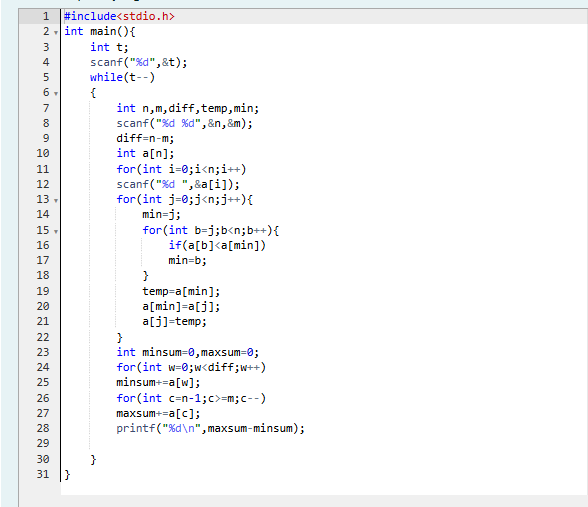 1 #include<stdio.h>
2 int main(){
3 int t;
4 scanf("%d",&t);
5 while(t--)
6 {
7 int n,m,diff,temp,min;
8 scanf("%d %d",&n,&m);
9 diff=n-m;
10 int a[n];
11 for(int i=0;i<n;i++)
12 scanf("%d ",&a[i]);
13 for(int j=0;j<n;j++){
14 min=j;
15 for(int b=j;b<n;b++){
16 if(a[b]<a[min])
17 min=b;
18 }
19 temp=a[min];
20 a[min]=a[j];
21 a[j]=temp;
22 }
23 int minsum=0,maxsum=0;
24 for(int w=0;w<diff;w++)
25 minsum+=a[w];
26 for(int c=n-1;c>=m;c--)
27 maxsum+=a[c];
28 printf("%d\n",maxsum-minsum);
29
30 }
31 }